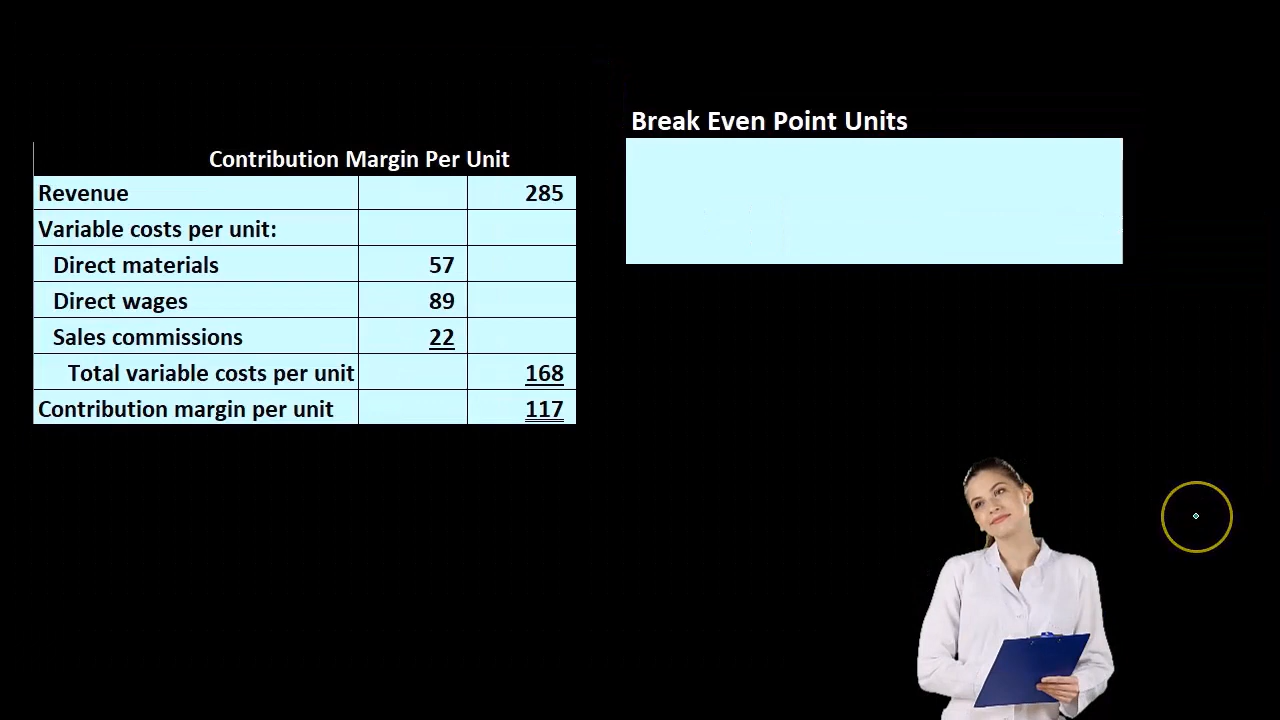 Break Even Point Units
Contribution Margin Per Unit
Revenue 285
Variable costs per unit:
Direct materials 57
Direct wages 89
Sales commissions 22
Total variable costs per unit 168
Contribution margin per unit 117